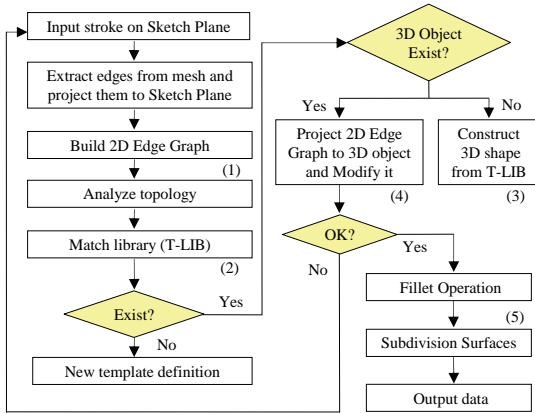 Input stroke on Sketch Plane
Extract edges from mesh and
project them to Sketch Plane
Build 2D Edge Graph
(1)
Analyze topology
Match library (T-LIB)
(2)
Exist?
Yes
No
New template definition
3D Object
Exist?
Yes
No
Project 2D Edge
Graph to 3D object
and Modify it
(4)
Construct
3D shape
from T-LIB
(3)
OK?
Yes
No
Fillet Operation
(5)
Subdivision Surfaces
Output data